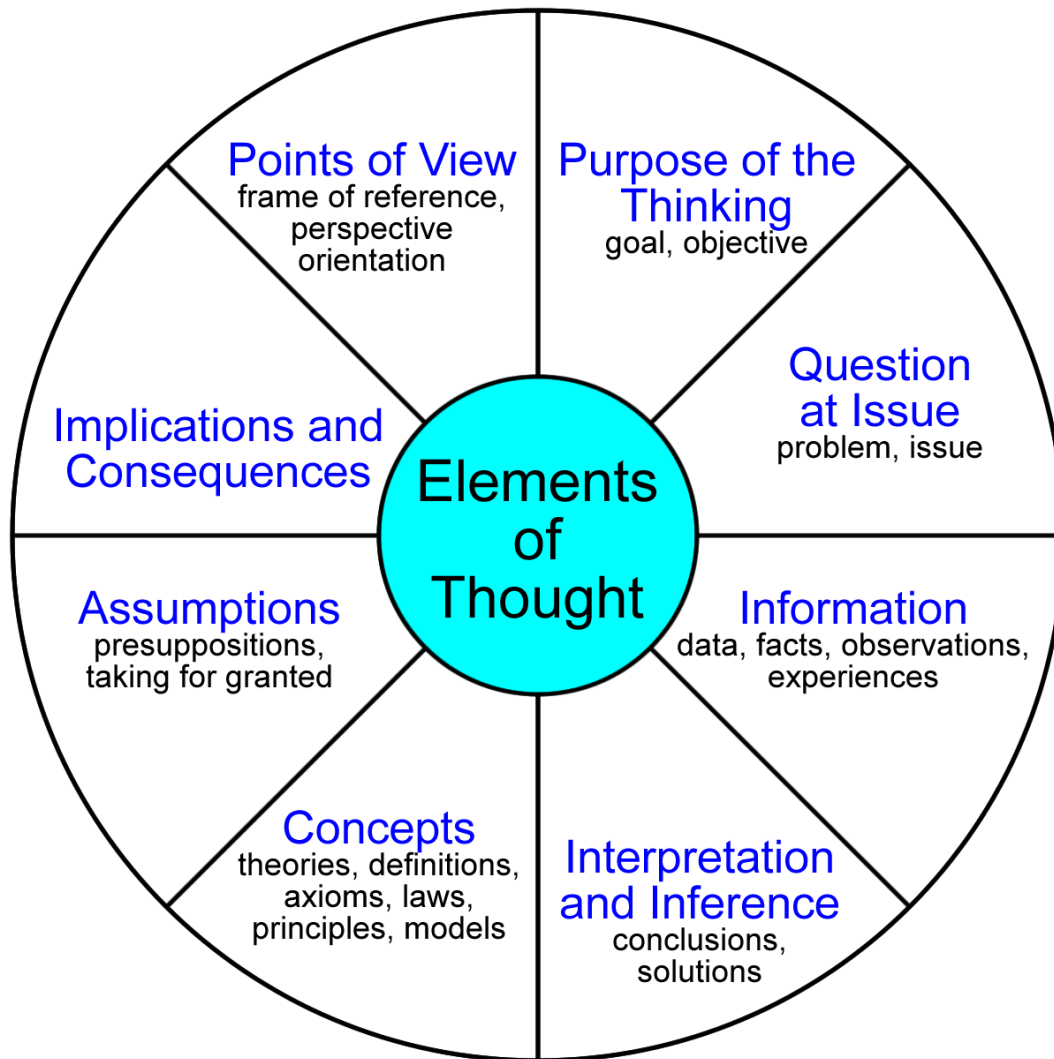 Points of View
frame of reference,
perspective
orientation
Purpose of the
Thinking
goal, objective
Question
at Issue
problem, issue
Information
data, facts, observations,
experiences
Interpretation
and Inference
conclusions,
solutions
Concepts
theories, definitions,
axioms, laws,
principles, models
Assumptions
presuppositions,
taking for granted
Implications and
Consequences
Elements
of
Thought